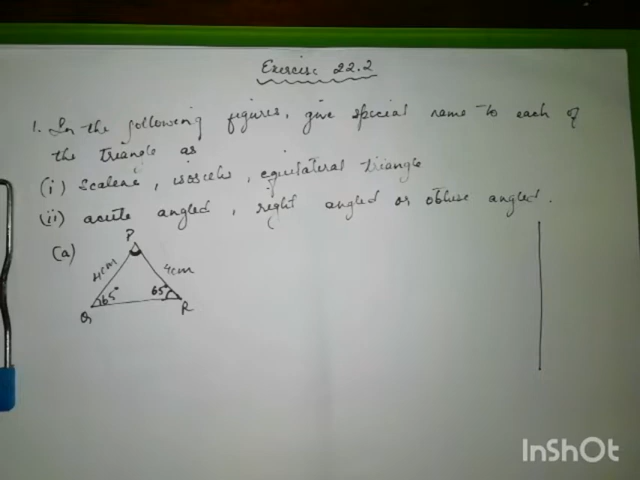 Exercise 22.2
1. In the following figures, give special name to each of
the triangle as
(i) scalene, isosceles, equilateral triangle
(ii) acute angled, right angled or obtuse angled.
(a)
P
4cm
4cm
65°
65°
Q
R
InShOt